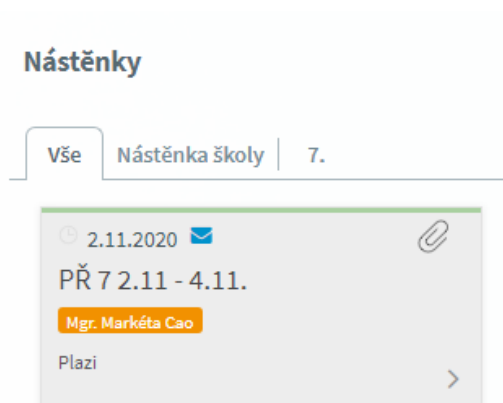 Nástěnky
Vše Nástěnka školy 7.
2.11.2020
PŘ 7 2.11 - 4.11.
Mgr. Markéta Cao
Plazi